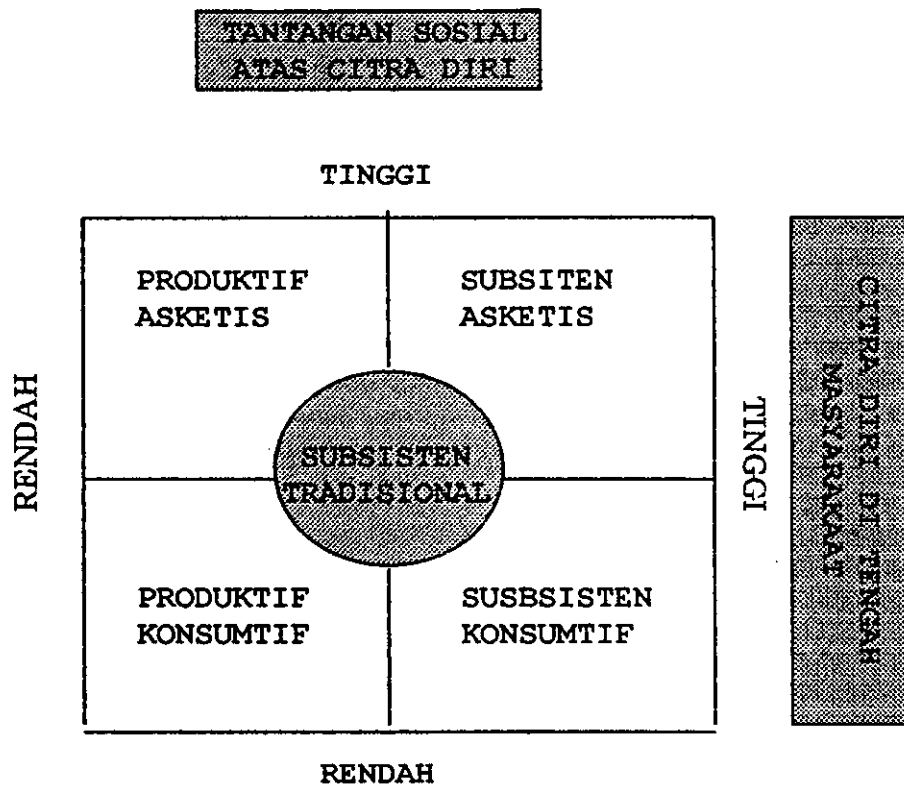 TANTANGAN SOSIAL
ATAS CITRA DIRI
TINGGI
PRODUKTIF
ASKETIS
SUBSITEN
ASKETIS
RENDAH
SUBSISTEN
TRADISIONAL
TINGGI
CITRA DIRI DI TENGAH
MASYARAKAAT
PRODUKTIF
KONSUMTIF
SUSBSISTEN
KONSUMTIF
RENDAH